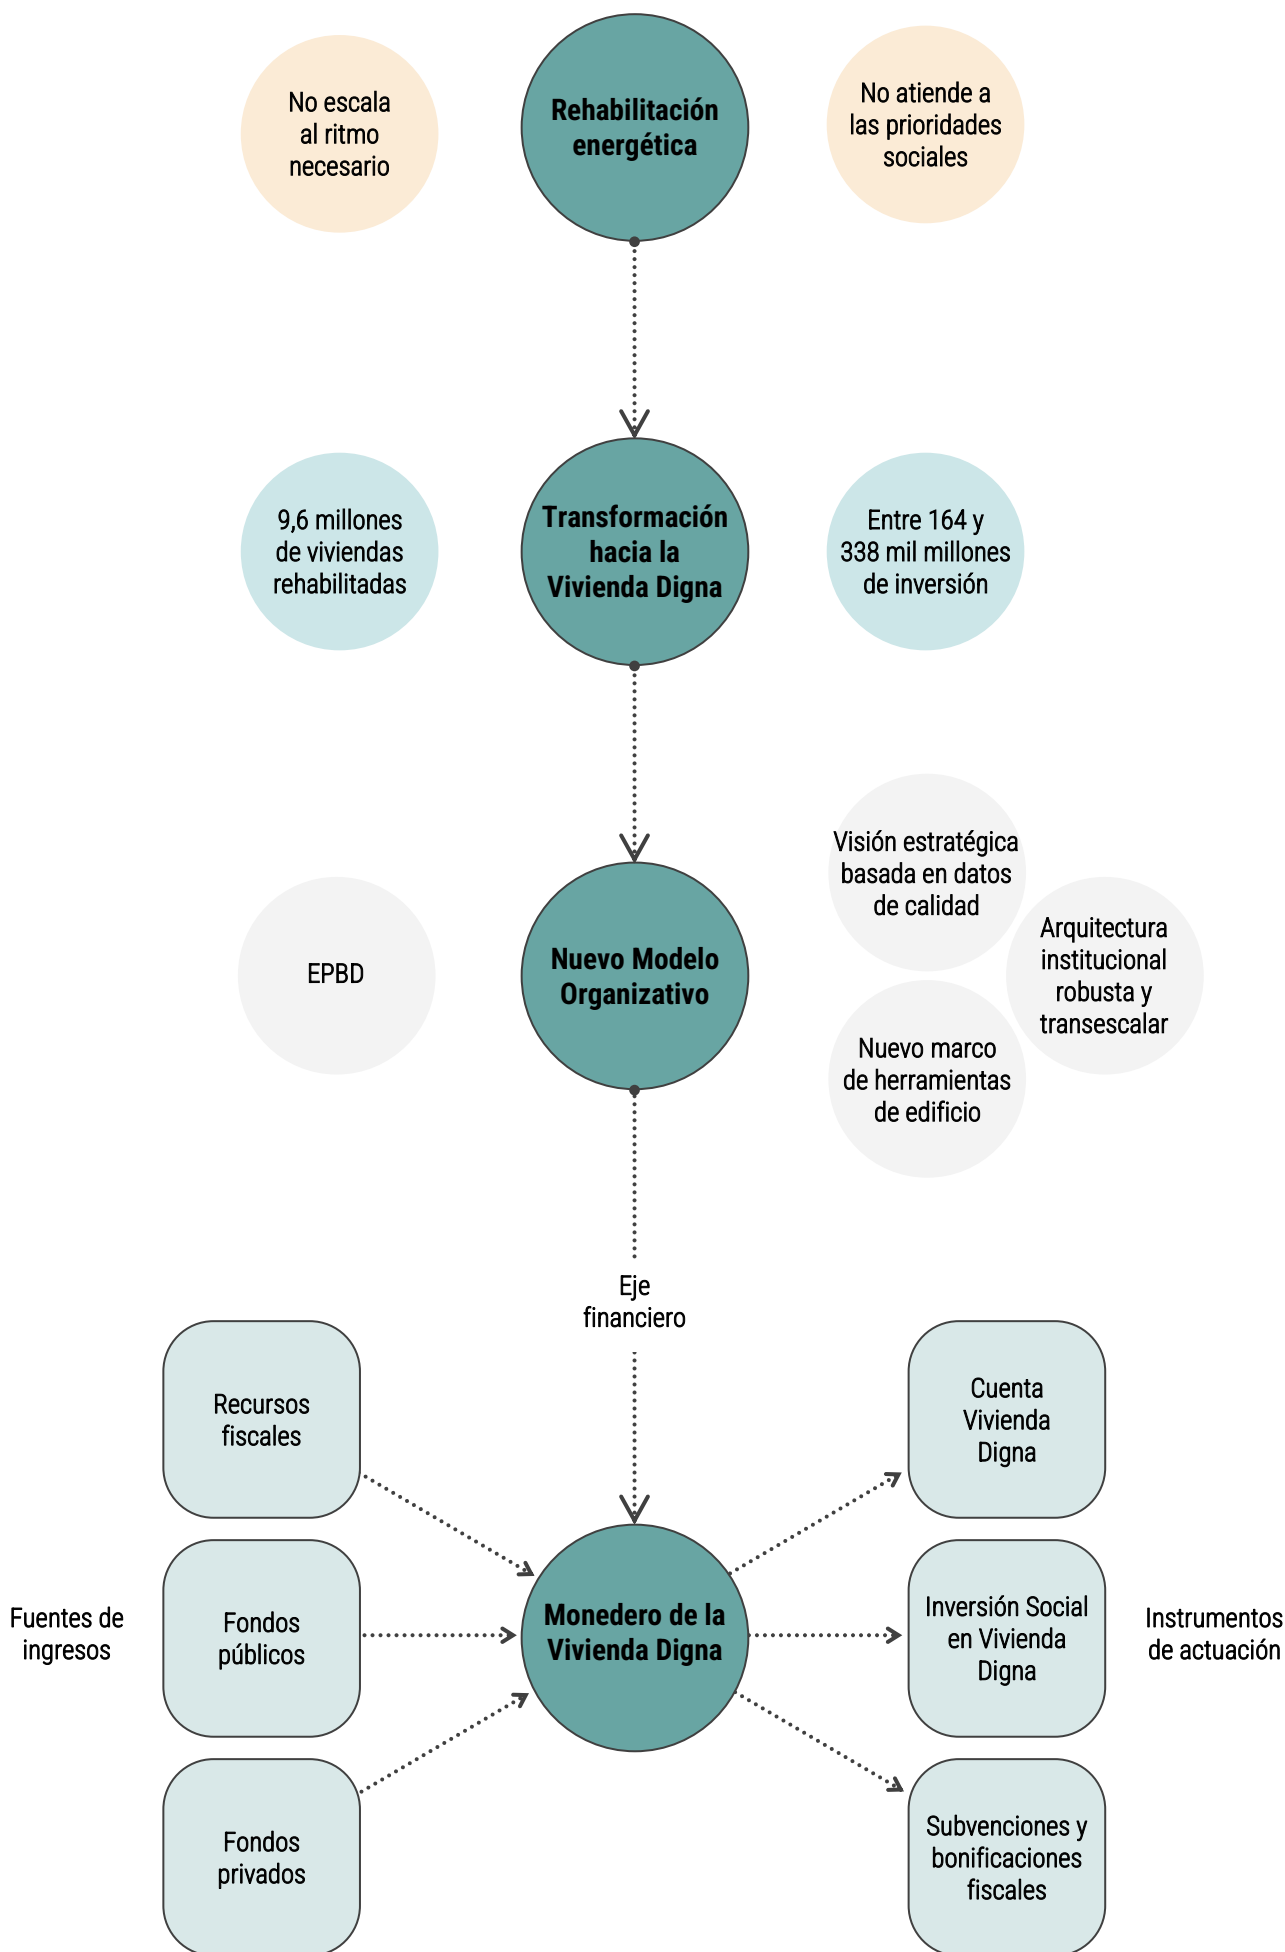 No escala
al ritmo
necesario
Rehabilitación
energética
No atiende a
las prioridades
sociales
9,6 millones
de viviendas
rehabilitadas
Transformación
hacia la
Vivienda Digna
Entre 164 y
338 mil millones
de inversión
EPBD
Nuevo Modelo
Organizativo
Visión estratégica
basada en datos
de calidad
Arquitectura
institucional
robusta y
transescalar
Nuevo marco
de herramientas
de edificio
Eje
financiero
Fuentes de
ingresos
Recursos
fiscales
Fondos
públicos
Fondos
privados
Monedero de la
Vivienda Digna
Cuenta
Vivienda
Digna
Inversión Social
en Vivienda
Digna
Subvenciones y
bonificaciones
fiscales
Instrumentos
de actuación